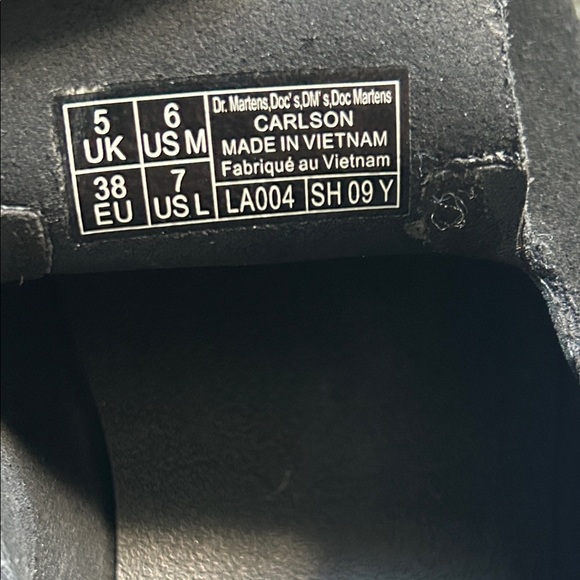 5 UK
6 US M
38 EU
7 US L
Dr. Martens,Doc's,DM's,Doc Martens
CARLSON
MADE IN VIETNAM
Fabriqué au Vietnam
LA004
SH 09 Y